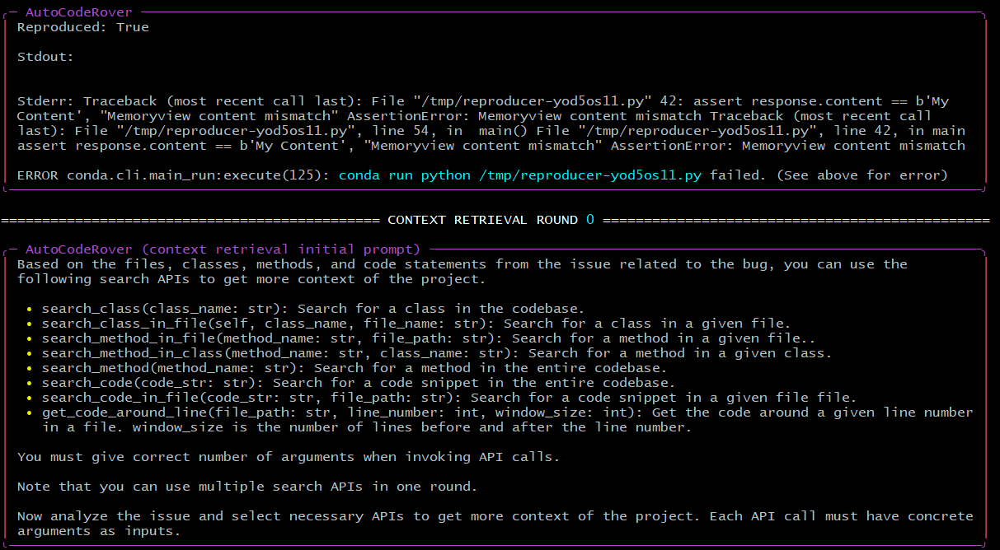 AutoCodeRover
Reproduced: True
Stdout:
Stderr: Traceback (most recent call last): File "/tmp/reproducer-yod5os11.py" 42: assert response.content == b'My
Content', "Memoryview content mismatch" AssertionError: Memoryview content mismatch Traceback (most recent call
last): File "/tmp/reproducer-yod5os11.py", line 54, in  main() File "/tmp/reproducer-yod5os11.py", line 42, in main
assert response.content == b'My Content', "Memoryview content mismatch" AssertionError: Memoryview content mismatch
ERROR conda.cli.main_run:execute(125): conda run python /tmp/reproducer-yod5os11.py failed. (See above for error)
============================================== CONTEXT RETRIEVAL ROUND 0 ===============================================
AutoCodeRover (context retrieval initial prompt)
Based on the files, classes, methods, and code statements from the issue related to the bug, you can use the
following search APIs to get more context of the project.
• search_class(class_name: str): Search for a class in the codebase.
• search_class_in_file(self, class_name, file_name: str): Search for a class in a given file.
• search_method_in_file(method_name: str, file_path: str): Search for a method in a given file..
• search_method_in_class(method_name: str, class_name: str): Search for a method in a given class.
• search_method(method_name: str): Search for a method in the entire codebase.
• search_code(code_str: str): Search for a code snippet in the entire codebase.
• search_code_in_file(code_str: str, file_path: str): Search for a code snippet in a given file file.
• get_code_around_line(file_path: str, line_number: int, window_size: int): Get the code around a given line number
in a file. window_size is the number of lines before and after the line number.
You must give correct number of arguments when invoking API calls.
Note that you can use multiple search APIs in one round.
Now analyze the issue and select necessary APIs to get more context of the project. Each API call must have concrete
arguments as inputs.